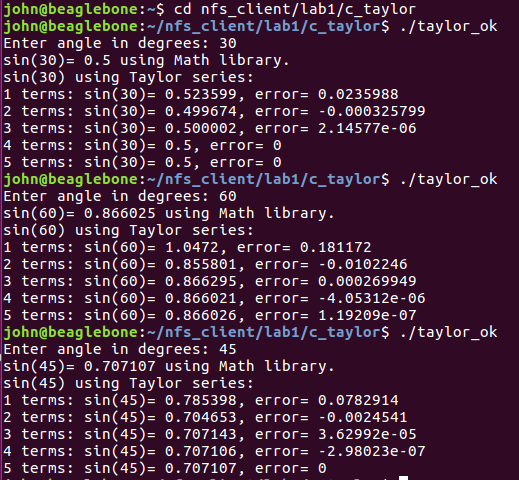 john@beaglebone:~$ cd nfs_client/lab1/c_taylor
john@beaglebone:~/nfs_client/lab1/c_taylor$ ./taylor_ok
Enter angle in degrees: 30
sin(30)= 0.5 using Math library.
sin(30) using Taylor series:
1 terms: sin(30)= 0.523599, error= 0.0235988
2 terms: sin(30)= 0.499674, error= -0.000325799
3 terms: sin(30)= 0.500002, error= 2.14577e-06
4 terms: sin(30)= 0.5, error= 0
5 terms: sin(30)= 0.5, error= 0
john@beaglebone:~/nfs_client/lab1/c_taylor$ ./taylor_ok
Enter angle in degrees: 60
sin(60)= 0.866025 using Math library.
sin(60) using Taylor series:
1 terms: sin(60)= 1.0472, error= 0.181172
2 terms: sin(60)= 0.855801, error= -0.0102246
3 terms: sin(60)= 0.866295, error= 0.000269949
4 terms: sin(60)= 0.866021, error= -4.05312e-06
5 terms: sin(60)= 0.866026, error= 1.19209e-07
john@beaglebone:~/nfs_client/lab1/c_taylor$ ./taylor_ok
Enter angle in degrees: 45
sin(45)= 0.707107 using Math library.
sin(45) using Taylor series:
1 terms: sin(45)= 0.785398, error= 0.0782914
2 terms: sin(45)= 0.704653, error= -0.0024541
3 terms: sin(45)= 0.707143, error= 3.62992e-05
4 terms: sin(45)= 0.707106, error= -2.98023e-07
5 terms: sin(45)= 0.707107, error= 0